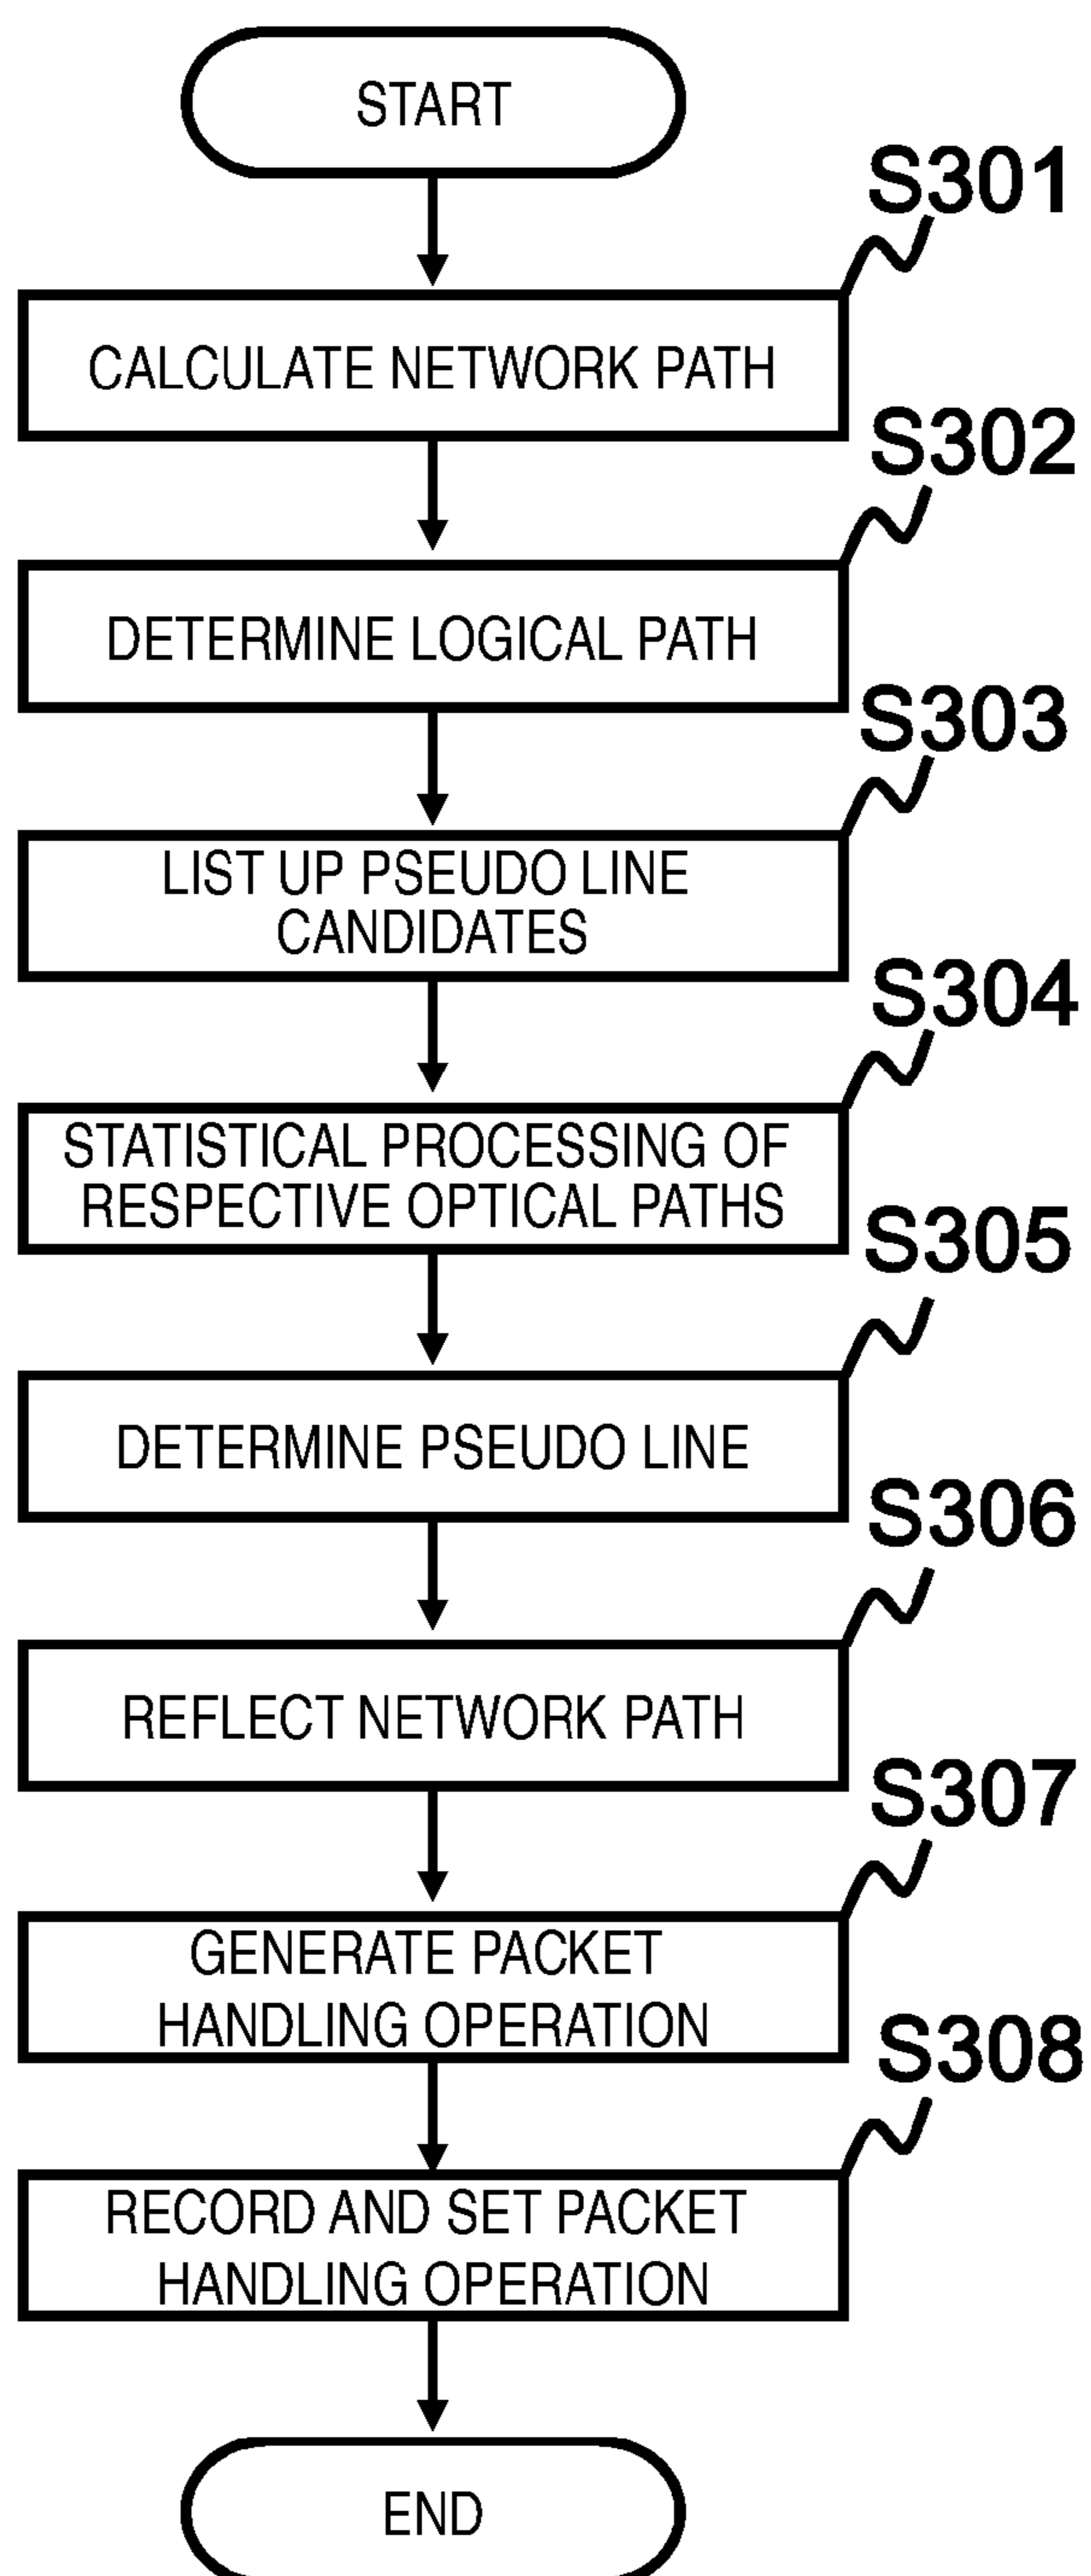 START
S301
CALCULATE NETWORK PATH
S302
DETERMINE LOGICAL PATH
S303
LIST UP PSEUDO LINE
CANDIDATES
S304
STATISTICAL PROCESSING OF
RESPECTIVE OPTICAL PATHS
S305
DETERMINE PSEUDO LINE
S306
REFLECT NETWORK PATH
S307
GENERATE PACKET
HANDLING OPERATION
S308
RECORD AND SET PACKET
HANDLING OPERATION
END